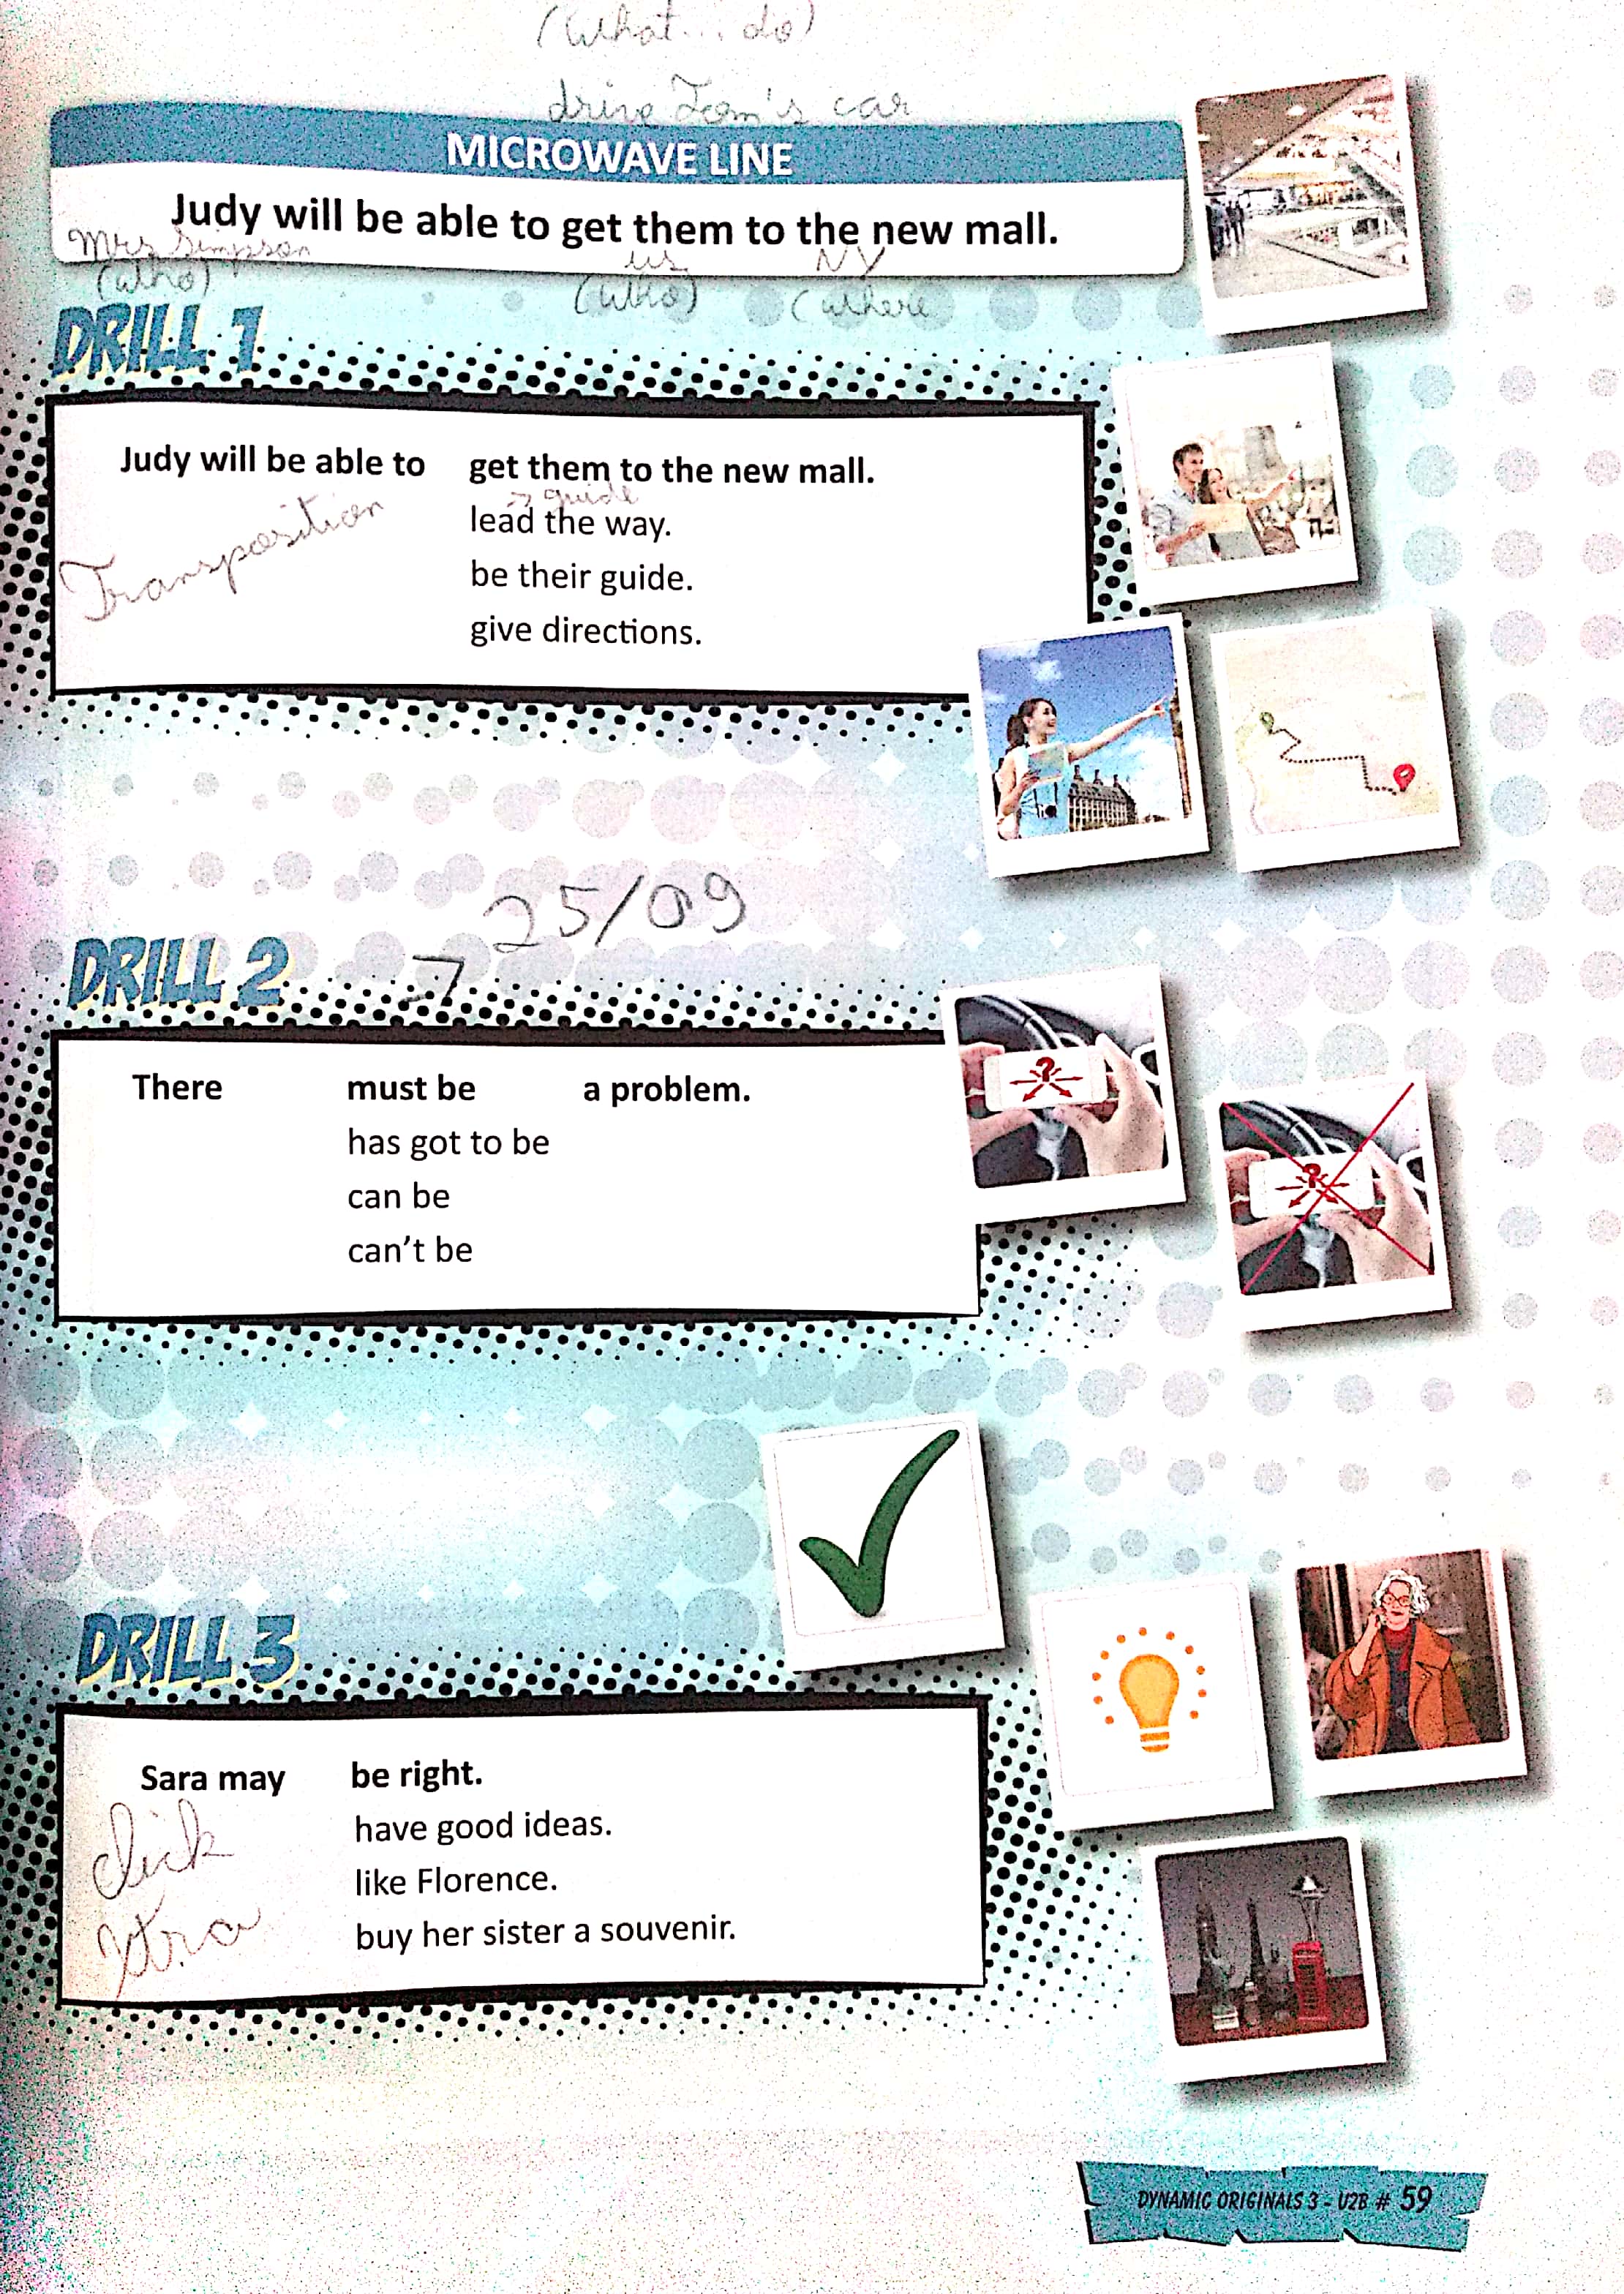 (What... do)
drive Tom's car
MICROWAVE LINE
Judy will be able to get them to the new mall.
Mrs Simpson us NY
(who) (who) (where
DRILL 1
Judy will be able to get them to the new mall.
→ guide
lead the way.
Transposition
be their guide.
give directions.
25/09
DRILL 2
There must be a problem.
has got to be
can be
can't be
DRILL 3
Sara may be right.
have good ideas.
click
like Florence.
Xtra
buy her sister a souvenir.
DYNAMIC ORIGINALS 3 - U2B # 59